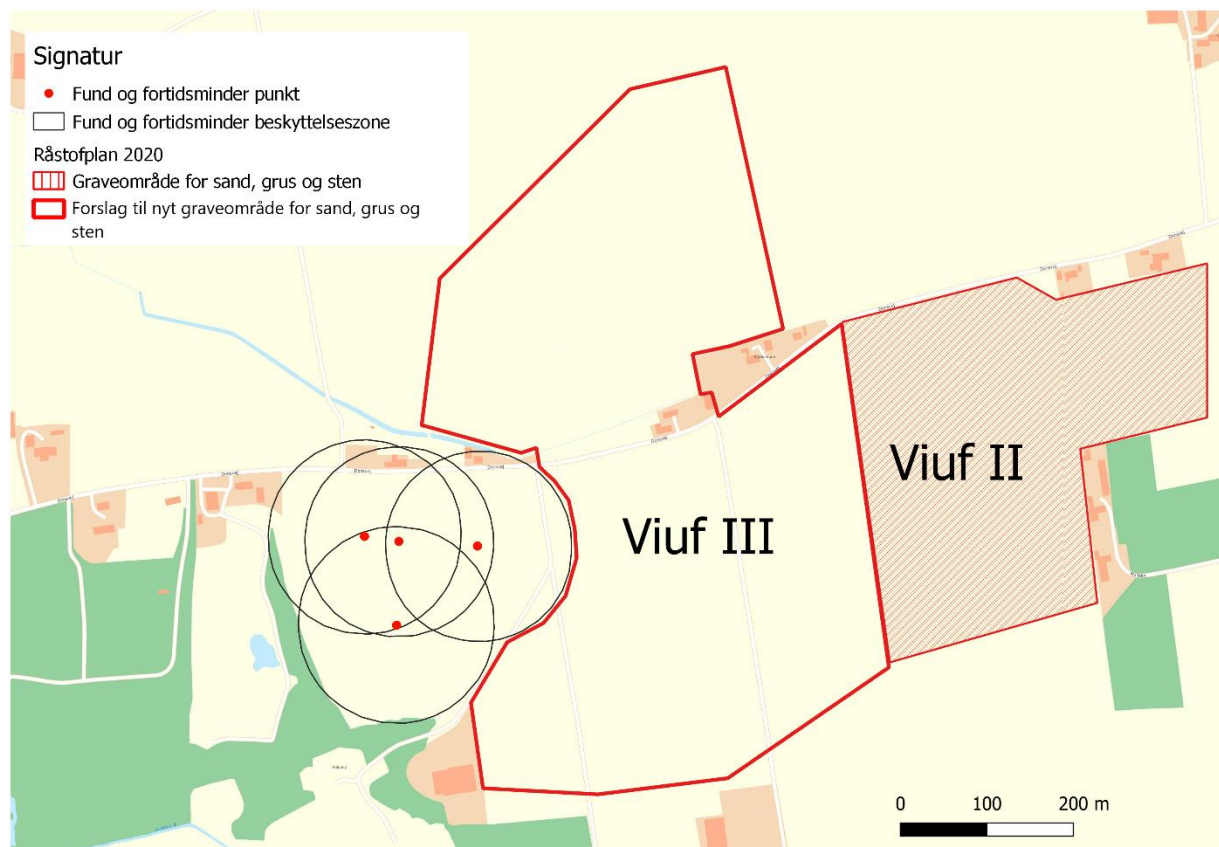 Signatur
Fund og fortidsminder punkt
Fund og fortidsminder beskyttelseszone
Råstofplan 2020
Graveområde for sand, grus og sten
Forslag til nyt graveområde for sand, grus og
sten
Viuf II
Viuf III
0 100 200 m